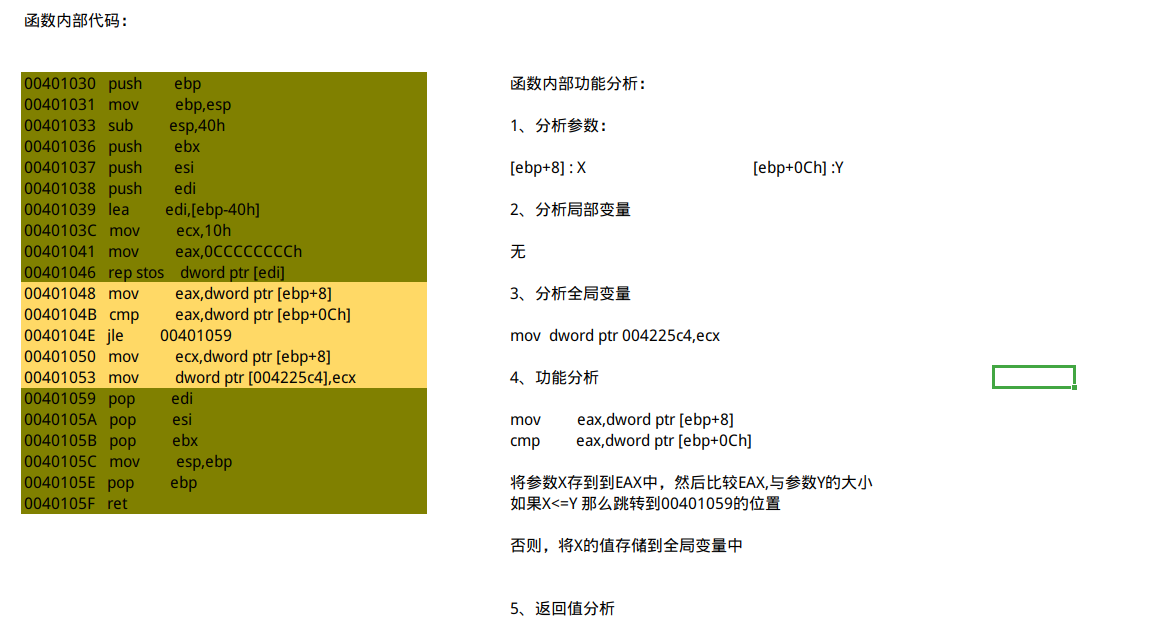 函数内部代码：
00401030 push ebp
00401031 mov ebp,esp
00401033 sub esp,40h
00401036 push ebx
00401037 push esi
00401038 push edi
00401039 lea edi,[ebp-40h]
0040103C mov ecx,10h
00401041 mov eax,0CCCCCCCCh
00401046 rep stos dword ptr [edi]
00401048 mov eax,dword ptr [ebp+8]
0040104B cmp eax,dword ptr [ebp+0Ch]
0040104E jle 00401059
00401050 mov ecx,dword ptr [ebp+8]
00401053 mov dword ptr [004225c4],ecx
00401059 pop edi
0040105A pop esi
0040105B pop ebx
0040105C mov esp,ebp
0040105E pop ebp
0040105F ret
函数内部功能分析：
1、分析参数：
[ebp+8] : X [ebp+0Ch] :Y
2、分析局部变量
无
3、分析全局变量
mov dword ptr 004225c4,ecx
4、功能分析
mov eax,dword ptr [ebp+8]
cmp eax,dword ptr [ebp+0Ch]
将参数X存到到EAX中，然后比较EAX,与参数Y的大小
如果X<=Y 那么跳转到00401059的位置
否则，将X的值存储到全局变量中
5、返回值分析